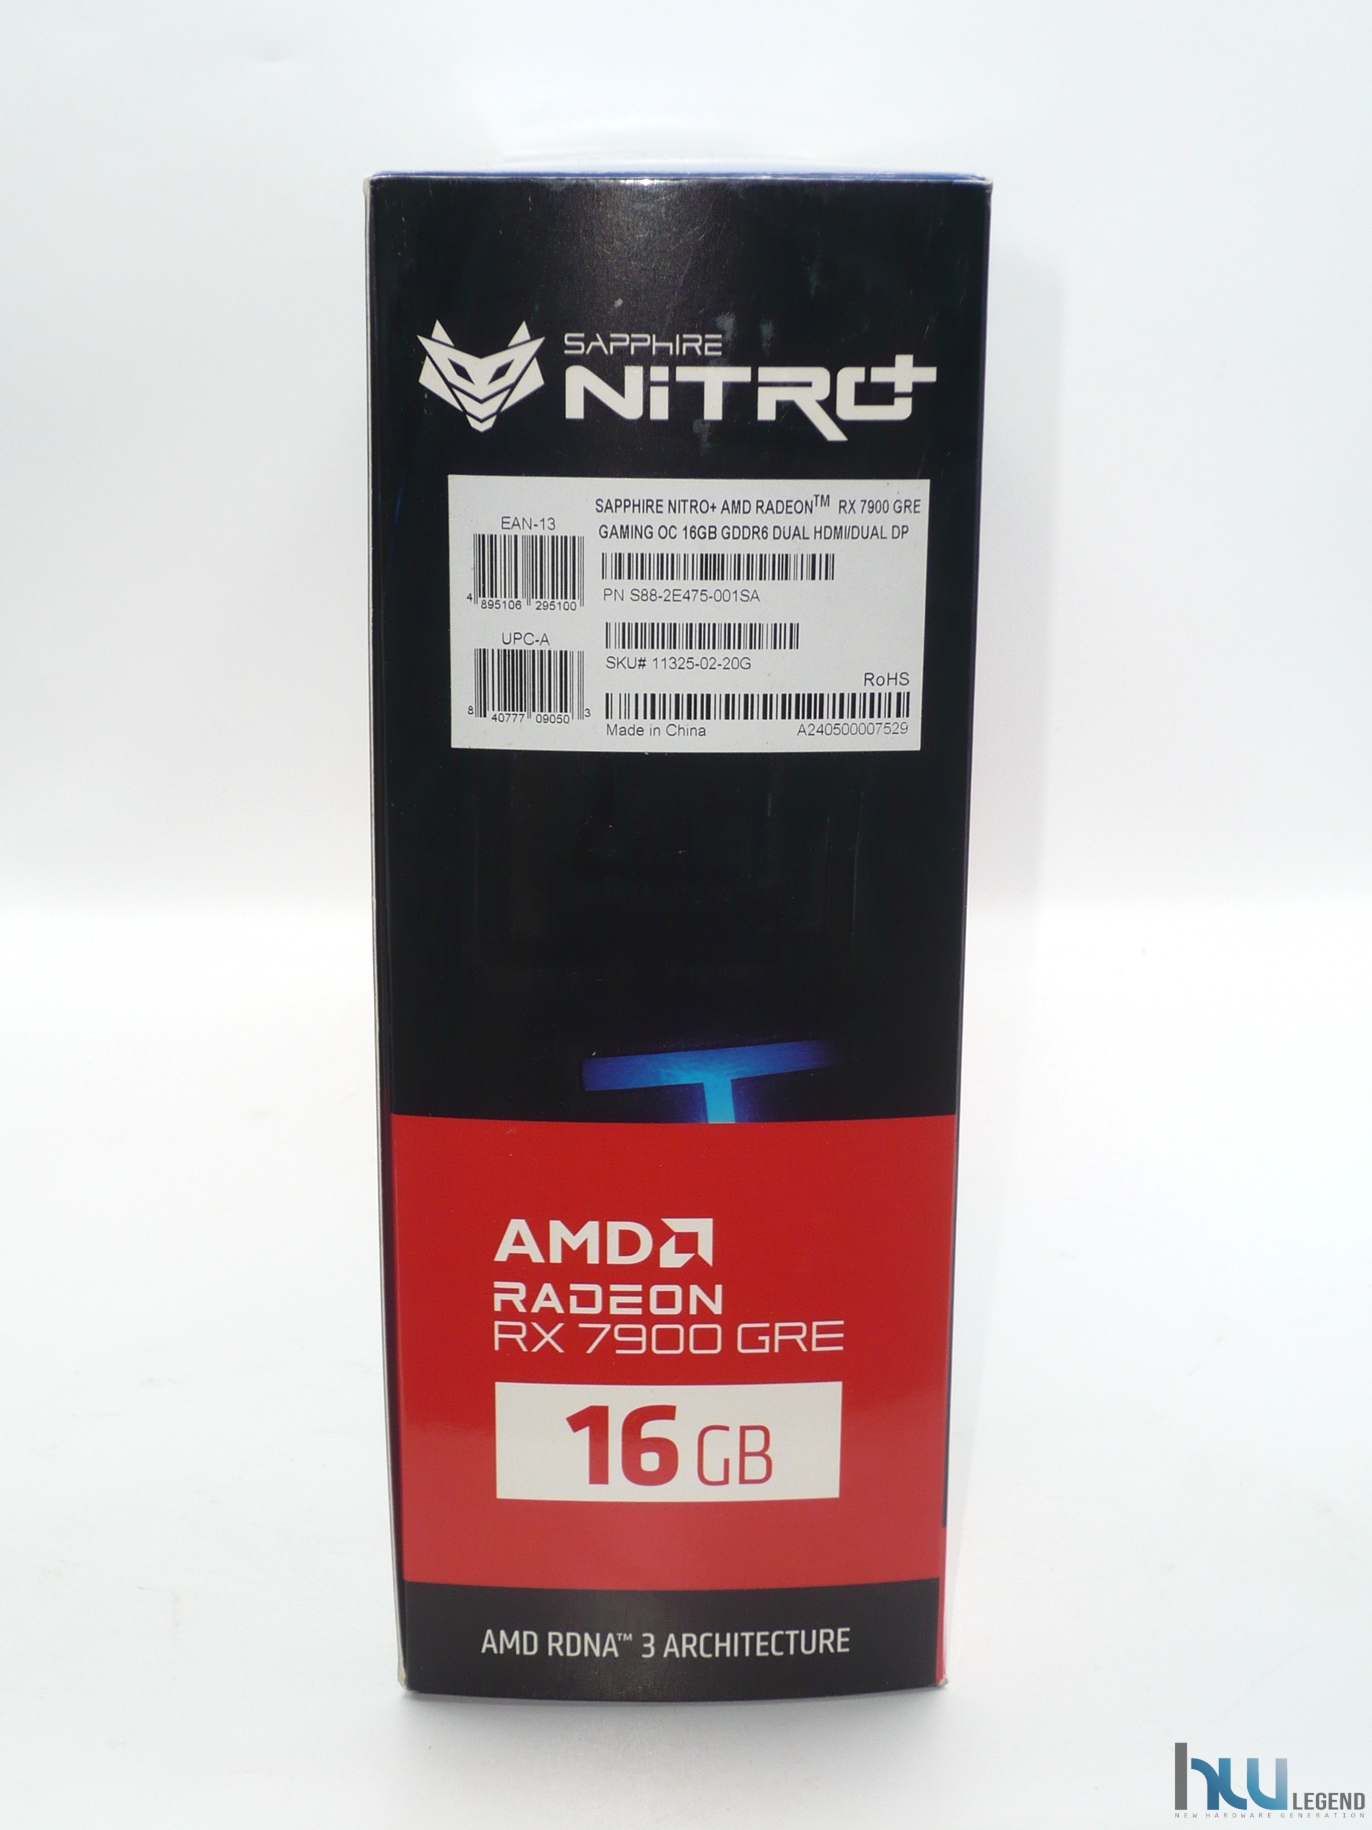 SAPPHIRE
NiTRO+
SAPPHIRE NITRO+ AMD RADEON™ RX 7900 GRE
GAMING OC 16GB GDDR6 DUAL HDMI/DUAL DP
EAN-13
4 895106 295100
PN S88-2E475-001SA
UPC-A
8 40777 09050 3
SKU# 11325-02-20G
RoHS
Made in China A240500007529
AMD
RADEON
RX 7900 GRE
16 GB
AMD RDNA™ 3 ARCHITECTURE
hw LEGEND
NEW HARDWARE GENERATION